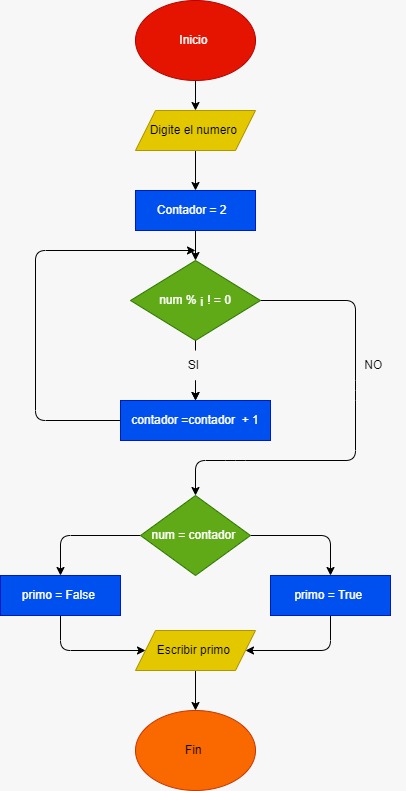 Inicio
Digite el numero
Contador = 2
num % ¡ ! = 0
SI
NO
contador =contador + 1
num = contador
primo = False
primo = True
Escribir primo
Fin